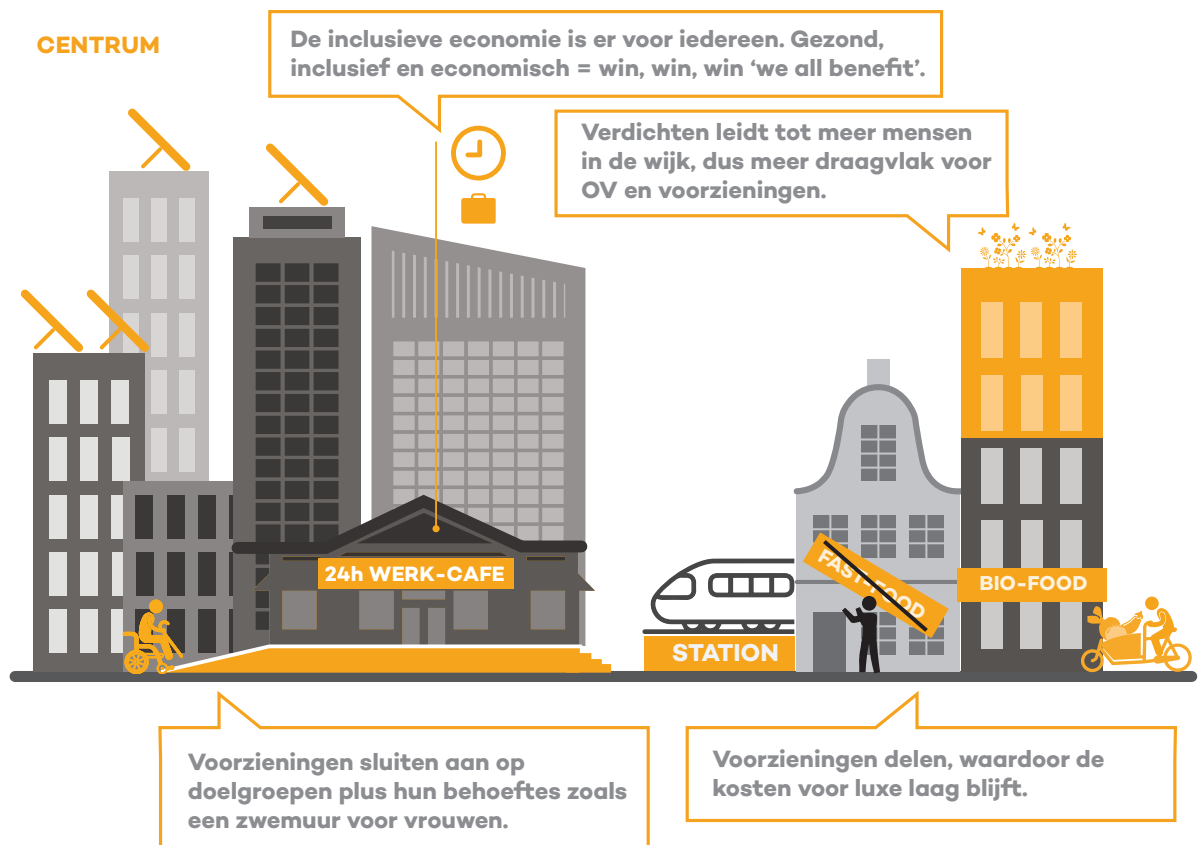 CENTRUM
De inclusieve economie is er voor iedereen. Gezond,
inclusief en economisch = win, win, win ‘we all benefit’.
Verdichten leidt tot meer mensen
in de wijk, dus meer draagvlak voor
OV en voorzieningen.
24h WERK-CAFE
FAST-FOOD
BIO-FOOD
STATION
Voorzieningen sluiten aan op
doelgroepen plus hun behoeftes zoals
een zwemuur voor vrouwen.
Voorzieningen delen, waardoor de
kosten voor luxe laag blijft.